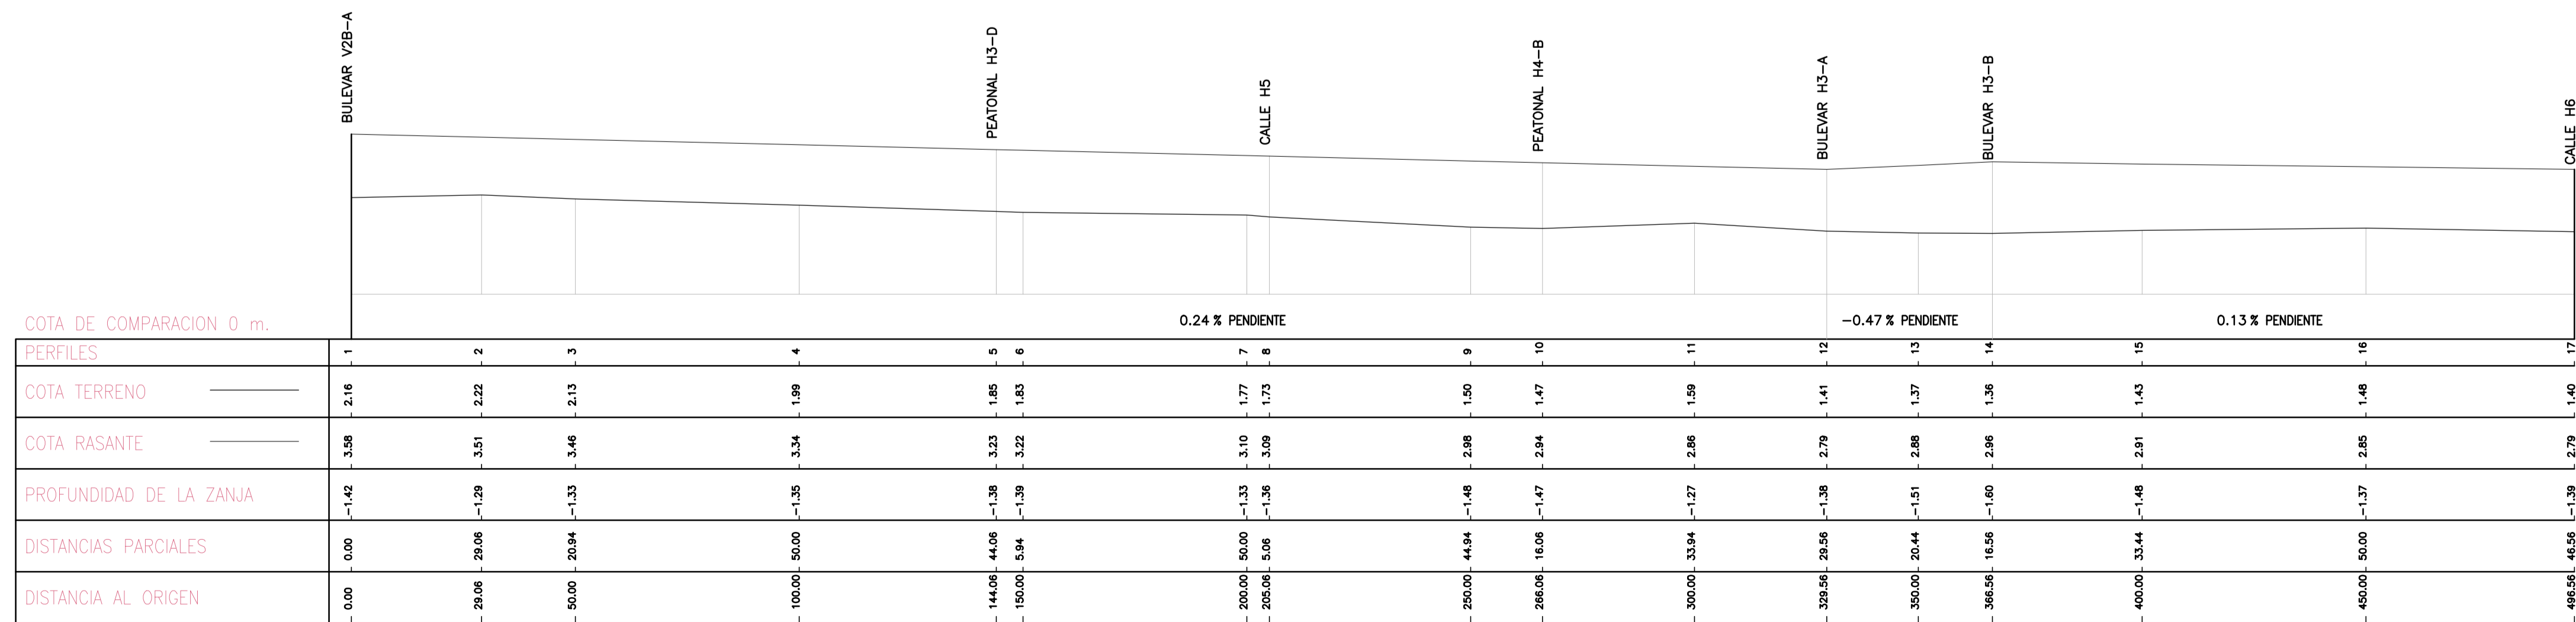 BULEVAR V2B-A
PEATONAL H3-D
CALLE H5
PEATONAL H4-B
BULEVAR H3-A
BULEVAR H3-B
CALLE H6
COTA DE COMPARACION 0 m.
0.24 % PENDIENTE
-0.47 % PENDIENTE
0.13 % PENDIENTE
PERFILES 1 2 3 4 5 6 7 8 9 10 11 12 13 14 15 16 17
COTA TERRENO 2.16 2.22 2.13 1.99 1.85 1.83 1.77 1.73 1.50 1.47 1.59 1.41 1.37 1.36 1.43 1.48 1.40
COTA RASANTE 3.58 3.51 3.46 3.34 3.23 3.22 3.10 3.09 2.98 2.94 2.86 2.79 2.88 2.96 2.91 2.85 2.79
PROFUNDIDAD DE LA ZANJA -1.42 -1.29 -1.33 -1.35 -1.38 -1.39 -1.33 -1.36 -1.48 -1.47 -1.27 -1.38 -1.51 -1.60 -1.48 -1.37 -1.39
DISTANCIAS PARCIALES 0.00 29.06 20.94 50.00 44.06 5.94 50.00 5.06 44.94 16.06 33.94 29.56 20.44 16.56 33.44 50.00 46.56
DISTANCIA AL ORIGEN 0.00 29.06 50.00 100.00 144.06 150.00 200.00 205.06 250.00 266.06 300.00 329.56 350.00 366.56 400.00 450.00 496.56